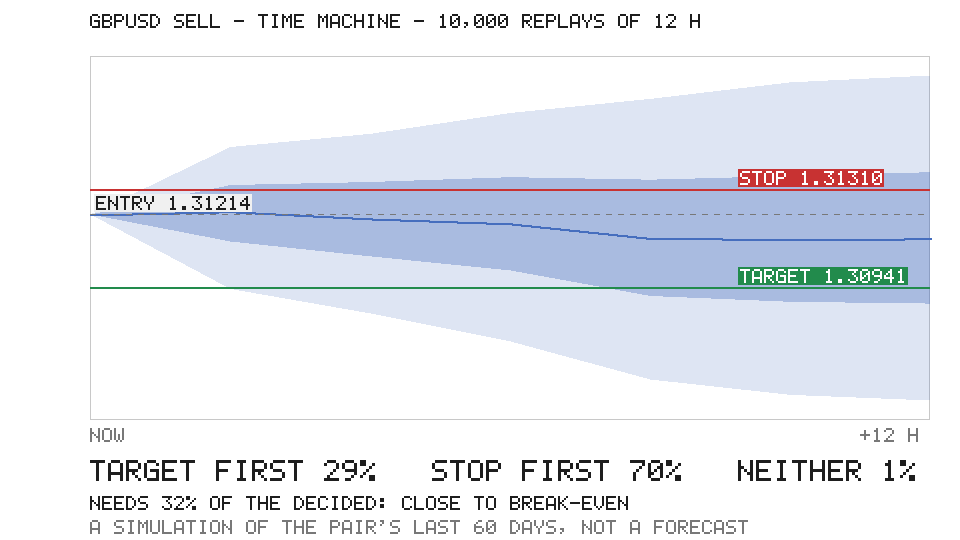 GBPUSD SELL - TIME MACHINE - 10,000 REPLAYS OF 12 H
STOP 1.31310
ENTRY 1.31214
TARGET 1.30941
NOW +12 H
TARGET FIRST 29% STOP FIRST 70% NEITHER 1%
NEEDS 32% OF THE DECIDED: CLOSE TO BREAK-EVEN
A SIMULATION OF THE PAIR'S LAST 60 DAYS, NOT A FORECAST